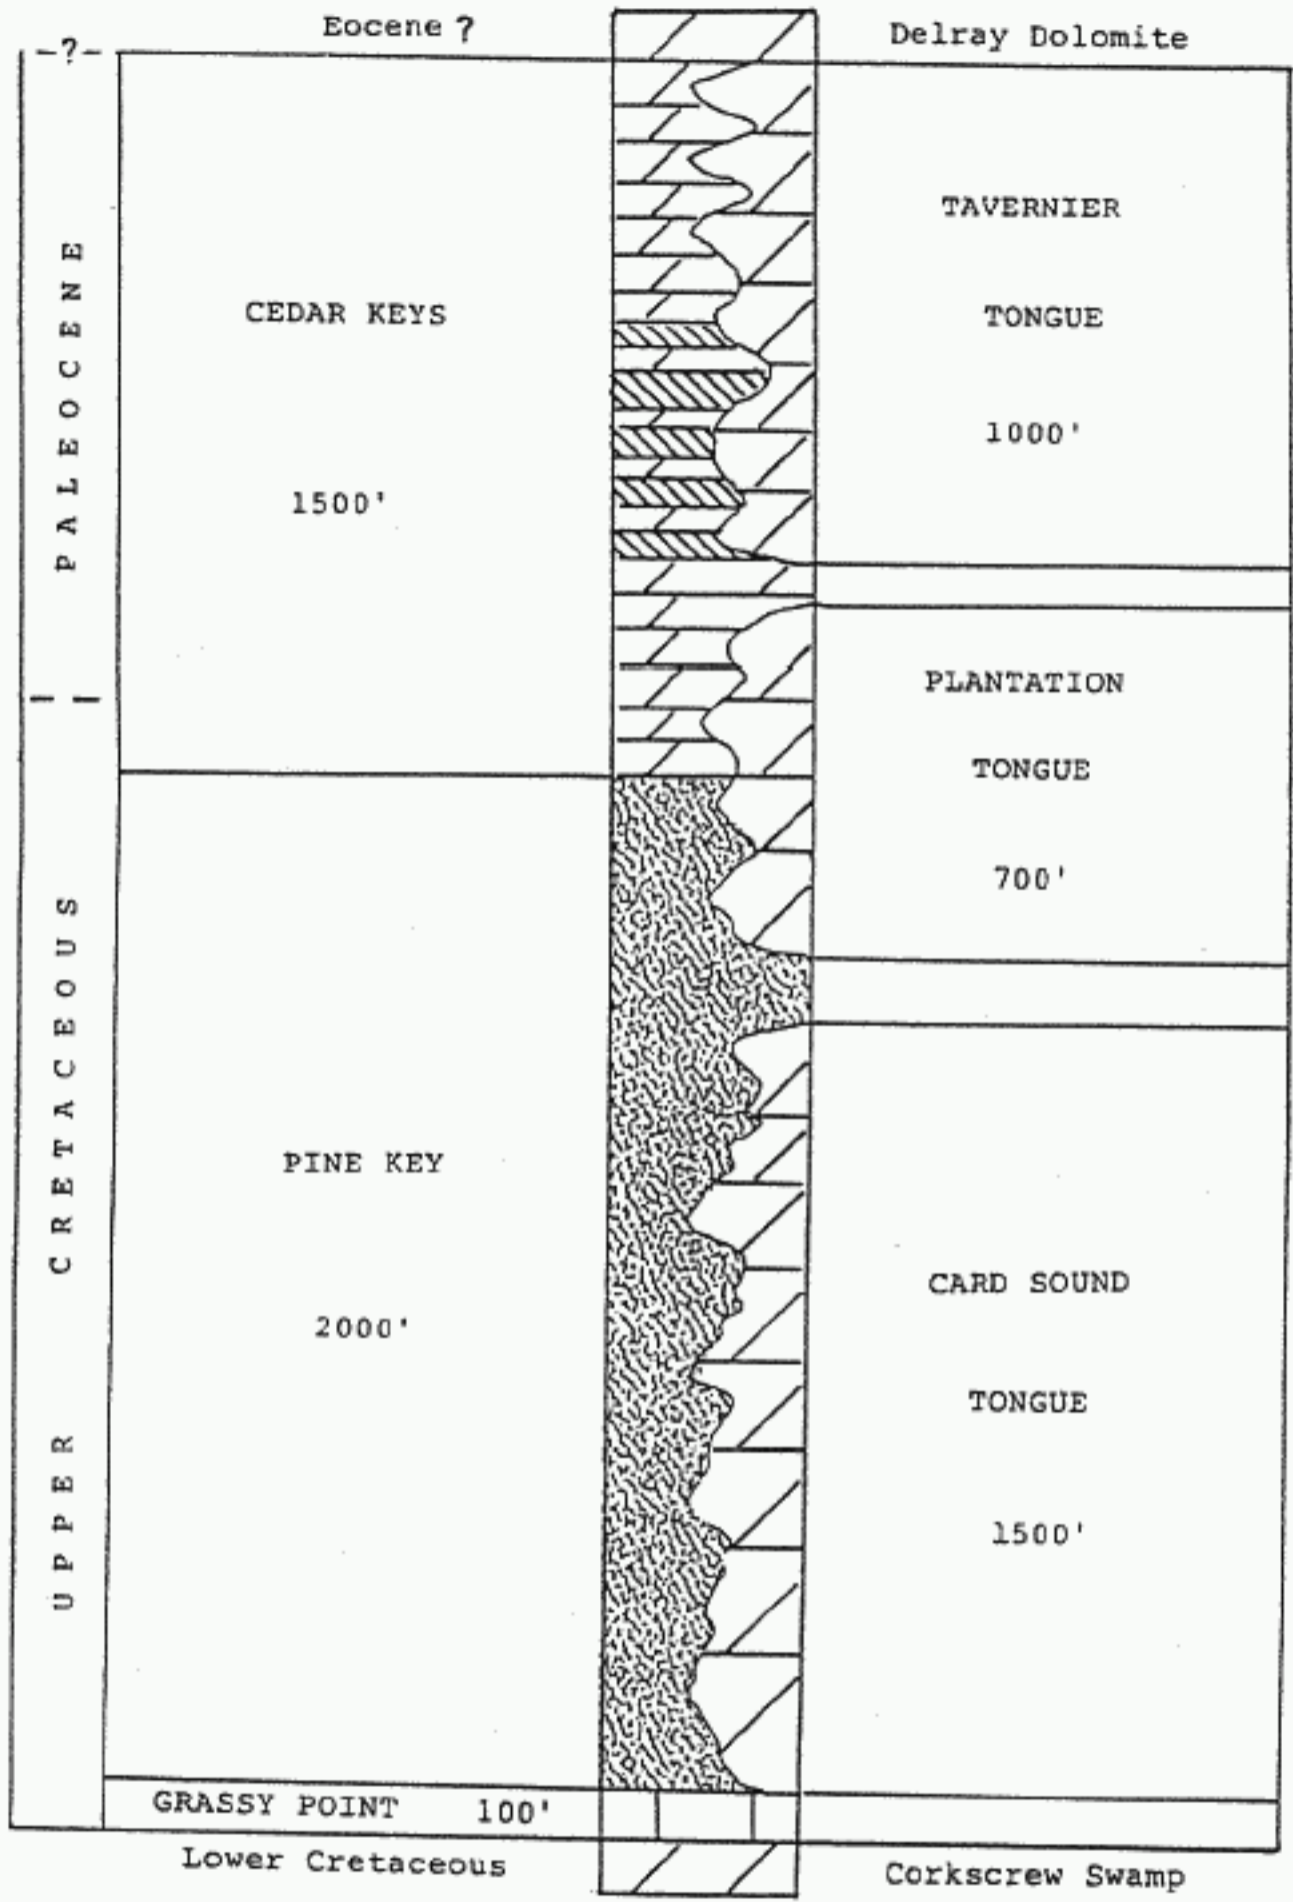 Eocene ?
Delray Dolomite
-?-
PALEOCENE
CEDAR KEYS
1500'
TAVERNIER
TONGUE
1000'
PLANTATION
TONGUE
700'
UPPER CRETACEOUS
PINE KEY
2000'
CARD SOUND
TONGUE
1500'
GRASSY POINT 100'
Lower Cretaceous
Corkscrew Swamp